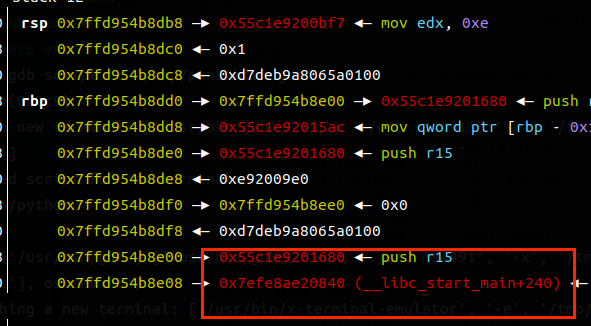 rsp 0x7ffd954b8db8 —▸ 0x55c1e9200bf7 ◂— mov edx, 0xe
0x7ffd954b8dc0 ◂— 0x1
0x7ffd954b8dc8 ◂— 0xd7deb9a8065a0100
rbp 0x7ffd954b8dd0 —▸ 0x7ffd954b8e00 —▸ 0x55c1e9201680 ◂— push
0x7ffd954b8dd8 —▸ 0x55c1e92015ac ◂— mov qword ptr [rbp -
0x7ffd954b8de0 —▸ 0x55c1e9201680 ◂— push r15
0x7ffd954b8de8 ◂— 0xe92009e0
0x7ffd954b8df0 —▸ 0x7ffd954b8ee0 ◂— 0x0
0x7ffd954b8df8 ◂— 0xd7deb9a8065a0100
0x7ffd954b8e00 —▸ 0x55c1e9201680 ◂— push r15
0x7ffd954b8e08 —▸ 0x7efe8ae20840 (__libc_start_main+240) ◂—